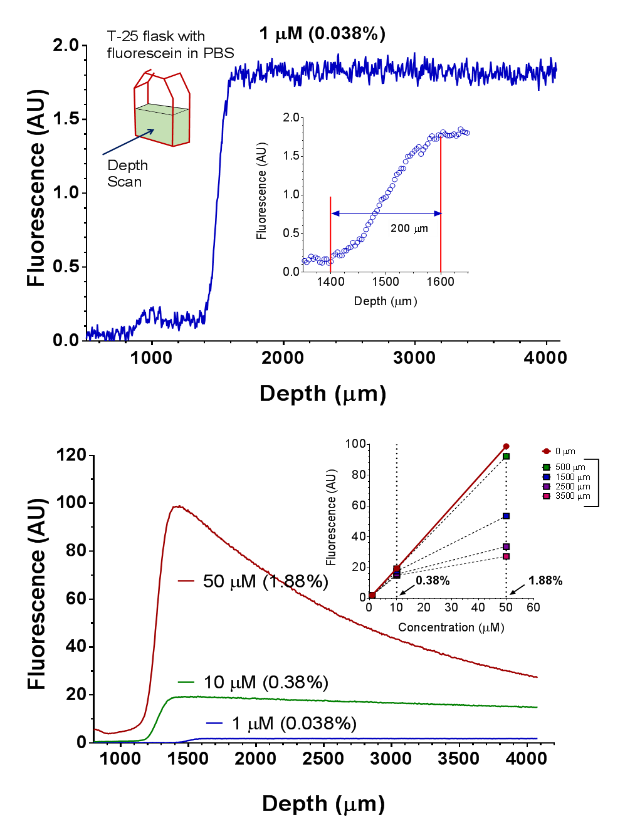 1 μM (0.038%)
T-25 flask with
fluorescein in PBS
Depth
Scan
Fluorescence (AU)
2.0
1.5
1.0
0.5
0.0
1000
2000
3000
4000
Depth (μm)
Fluorescence (AU)
2.0
1.5
1.0
0.5
0.0
200 μm
1400
1500
1600
Depth (μm)
Fluorescence (AU)
120
100
80
60
40
20
0
50 μM (1.88%)
10 μM (0.38%)
1 μM (0.038%)
1000
1500
2000
2500
3000
3500
4000
Depth (μm)
Fluorescence (AU)
100
80
60
40
20
0
0.38%
1.88%
0
10
20
30
40
50
60
Concentration (μM)
0 μm
500 μm
1500 μm
2500 μm
3500 μm